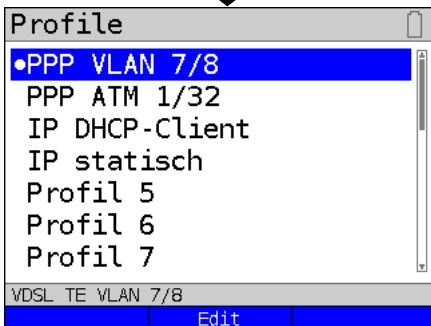 Profile
•PPP VLAN 7/8
PPP ATM 1/32
IP DHCP-Client
IP statisch
Profil 5
Profil 6
Profil 7
VDSL TE VLAN 7/8
Edit